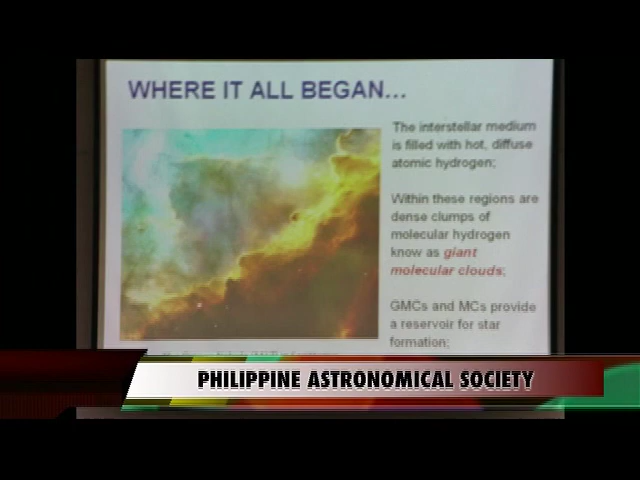 WHERE IT ALL BEGAN...
The interstellar medium
is filled with hot, diffuse
atomic hydrogen;
Within these regions are
dense clumps of
molecular hydrogen
know as giant
molecular clouds;
GMCs and MCs provide
a reservoir for star
formation;
PHILIPPINE ASTRONOMICAL SOCIETY